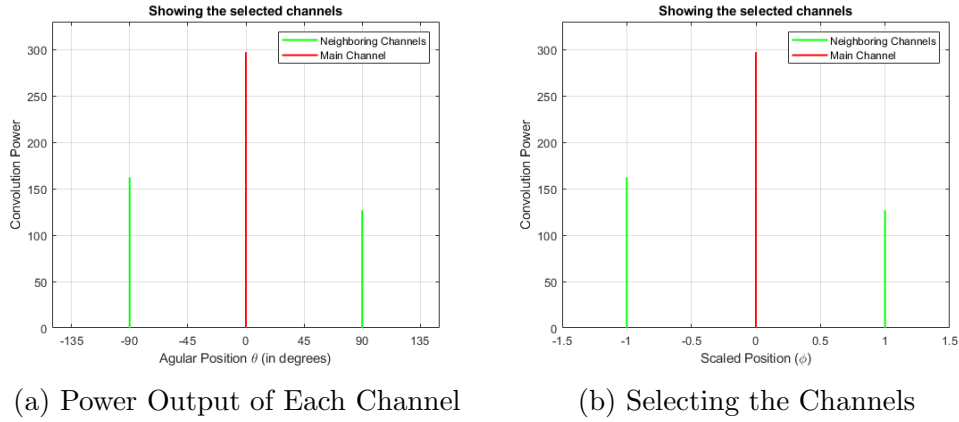 Showing the selected channels
Neighboring Channels
Main Channel
Convolution Power
300
250
200
150
100
50
0
-135 -90 -45 0 45 90 135
Agular Position θ (in degrees)
(a) Power Output of Each Channel
Showing the selected channels
Neighboring Channels
Main Channel
Convolution Power
300
250
200
150
100
50
0
-1.5 -1 -0.5 0 0.5 1 1.5
Scaled Position (ϕ)
(b) Selecting the Channels